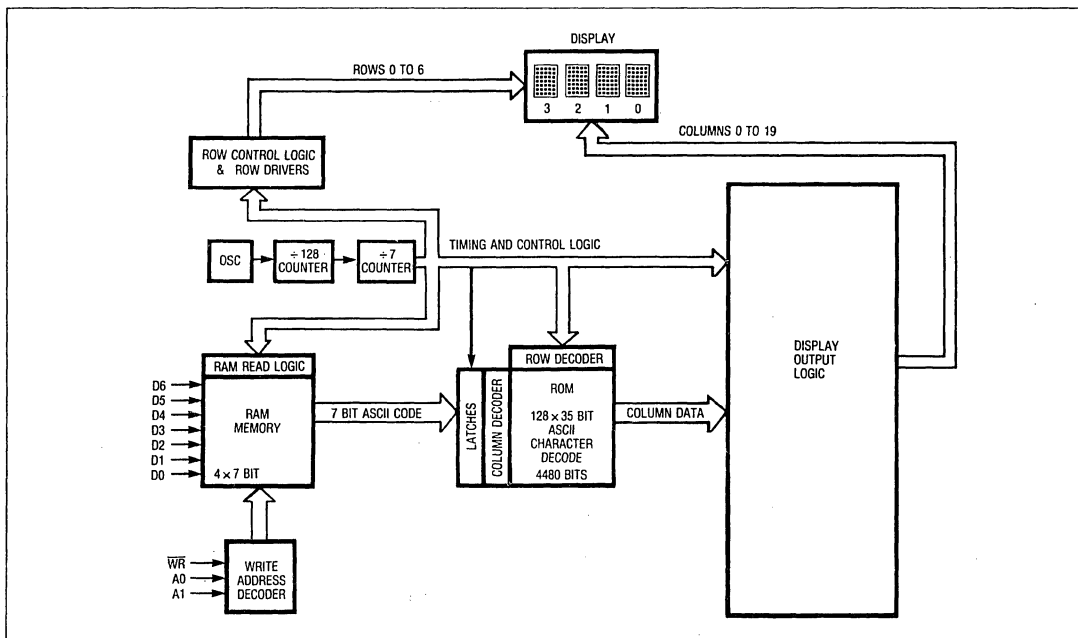 DISPLAY
ROWS 0 TO 6
3 2 1 0
COLUMNS 0 TO 19
ROW CONTROL LOGIC
& ROW DRIVERS
TIMING AND CONTROL LOGIC
OSC
÷128
COUNTER
÷7
COUNTER
RAM READ LOGIC
D6
D5
D4
D3
D2
D1
D0
RAM
MEMORY
4 × 7 BIT
7 BIT ASCII CODE
LATCHES
COLUMN DECODER
ROW DECODER
ROM
128 × 35 BIT
ASCII
CHARACTER
DECODE
4480 BITS
COLUMN DATA
DISPLAY
OUTPUT
LOGIC
W̅R̅
A0
A1
WRITE
ADDRESS
DECODER